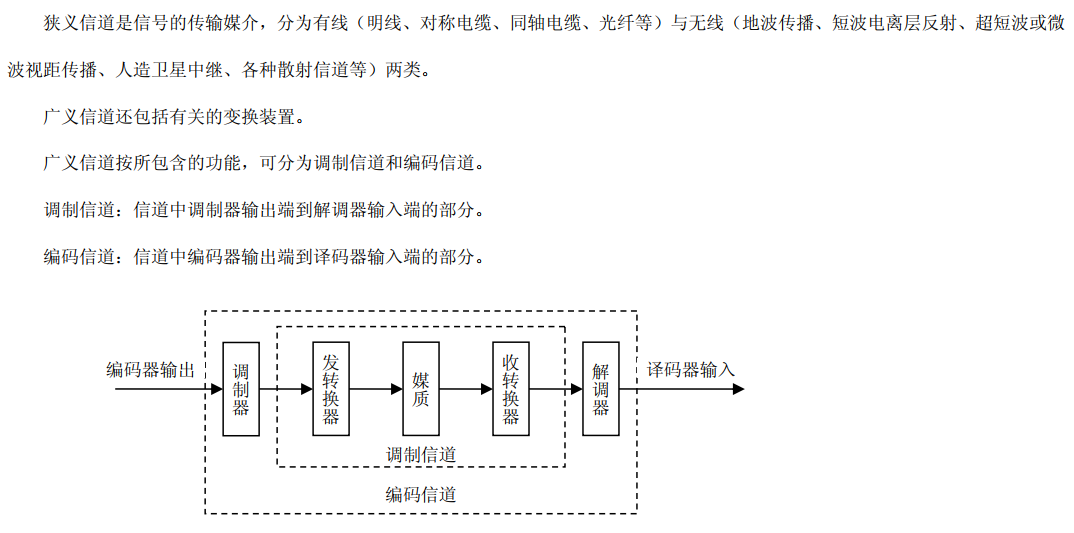 狭义信道是信号的传输媒介，分为有线（明线、对称电缆、同轴电缆、光纤等）与无线（地波传播、短波电离层反射、超短波或微
波视距传播、人造卫星中继、各种散射信道等）两类。
广义信道还包括有关的变换装置。
广义信道按所包含的功能，可分为调制信道和编码信道。
调制信道：信道中调制器输出端到解调器输入端的部分。
编码信道：信道中编码器输出端到译码器输入端的部分。
编码器输出
调制器
发转换器
媒质
收转换器
解调器
译码器输入
调制信道
编码信道